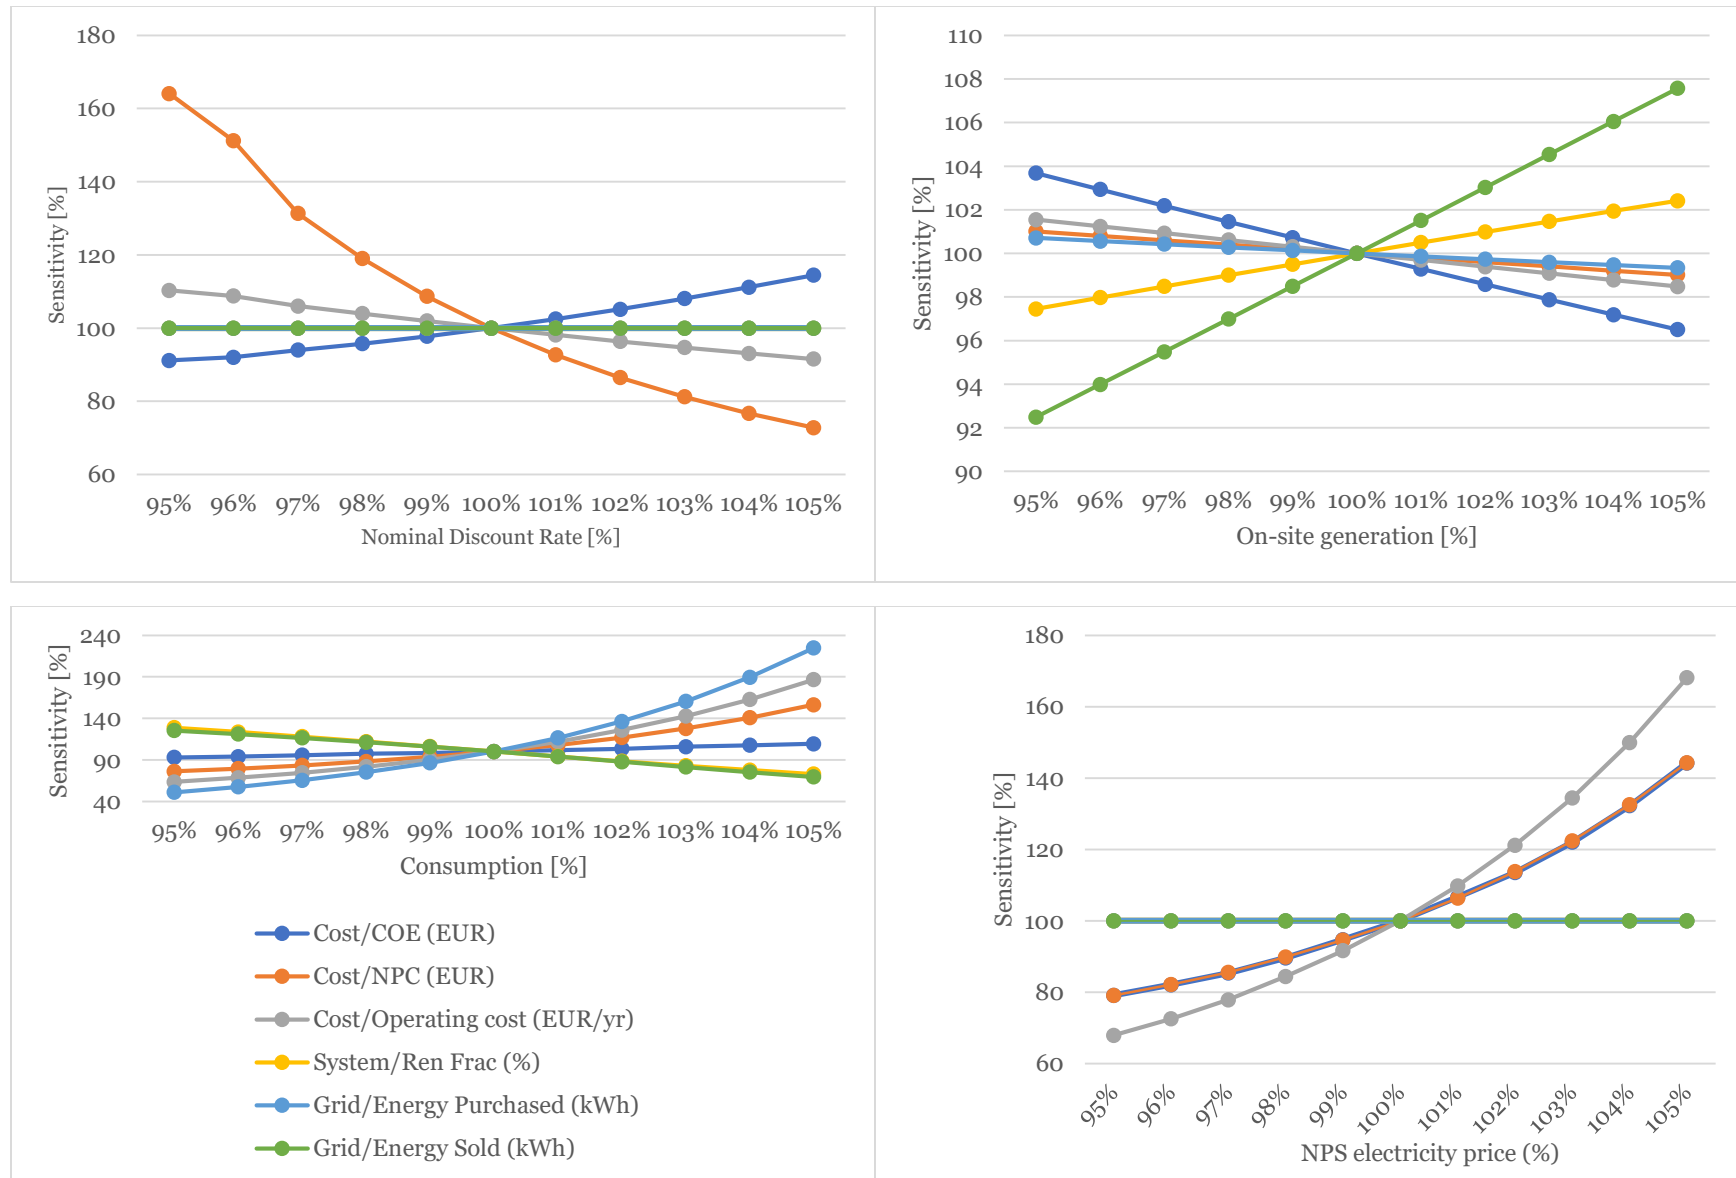 180
160
140
120
100
80
60
Sensitivity [%]
95% 96% 97% 98% 99% 100% 101% 102% 103% 104% 105%
Nominal Discount Rate [%]
110
108
106
104
102
100
98
96
94
92
90
Sensitivity [%]
95% 96% 97% 98% 99% 100% 101% 102% 103% 104% 105%
On-site generation [%]
240
190
140
90
40
Sensitivity [%]
95% 96% 97% 98% 99% 100% 101% 102% 103% 104% 105%
Consumption [%]
Cost/COE (EUR)
Cost/NPC (EUR)
Cost/Operating cost (EUR/yr)
System/Ren Frac (%)
Grid/Energy Purchased (kWh)
Grid/Energy Sold (kWh)
180
160
140
120
100
80
60
Sensitivity [%]
95% 96% 97% 98% 99% 100% 101% 102% 103% 104% 105%
NPS electricity price (%)